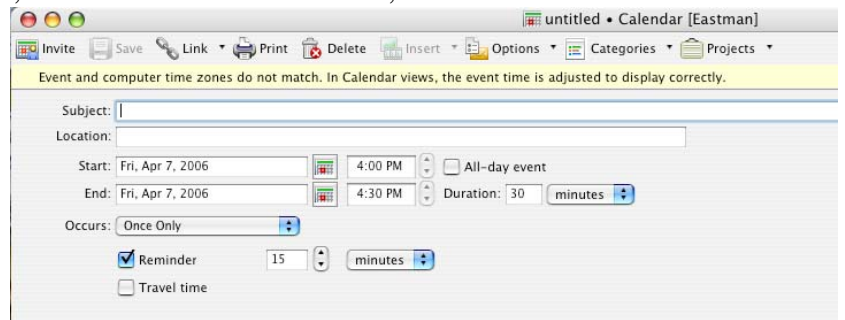 untitled • Calendar [Eastman]
Invite Save Link Print Delete Insert Options Categories Projects
Event and computer time zones do not match. In Calendar views, the event time is adjusted to display correctly.
Subject:
Location:
Start: Fri, Apr 7, 2006 4:00 PM All-day event
End: Fri, Apr 7, 2006 4:30 PM Duration: 30 minutes
Occurs: Once Only
Reminder 15 minutes
Travel time